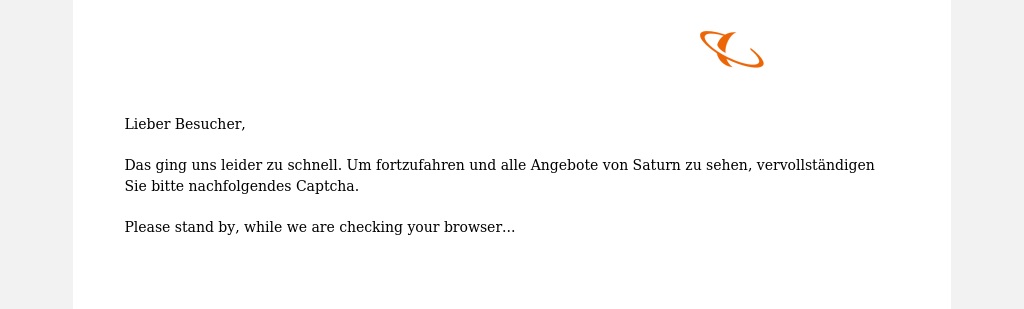 Lieber Besucher,
Das ging uns leider zu schnell. Um fortzufahren und alle Angebote von Saturn zu sehen, vervollständigen
Sie bitte nachfolgendes Captcha.
Please stand by, while we are checking your browser...